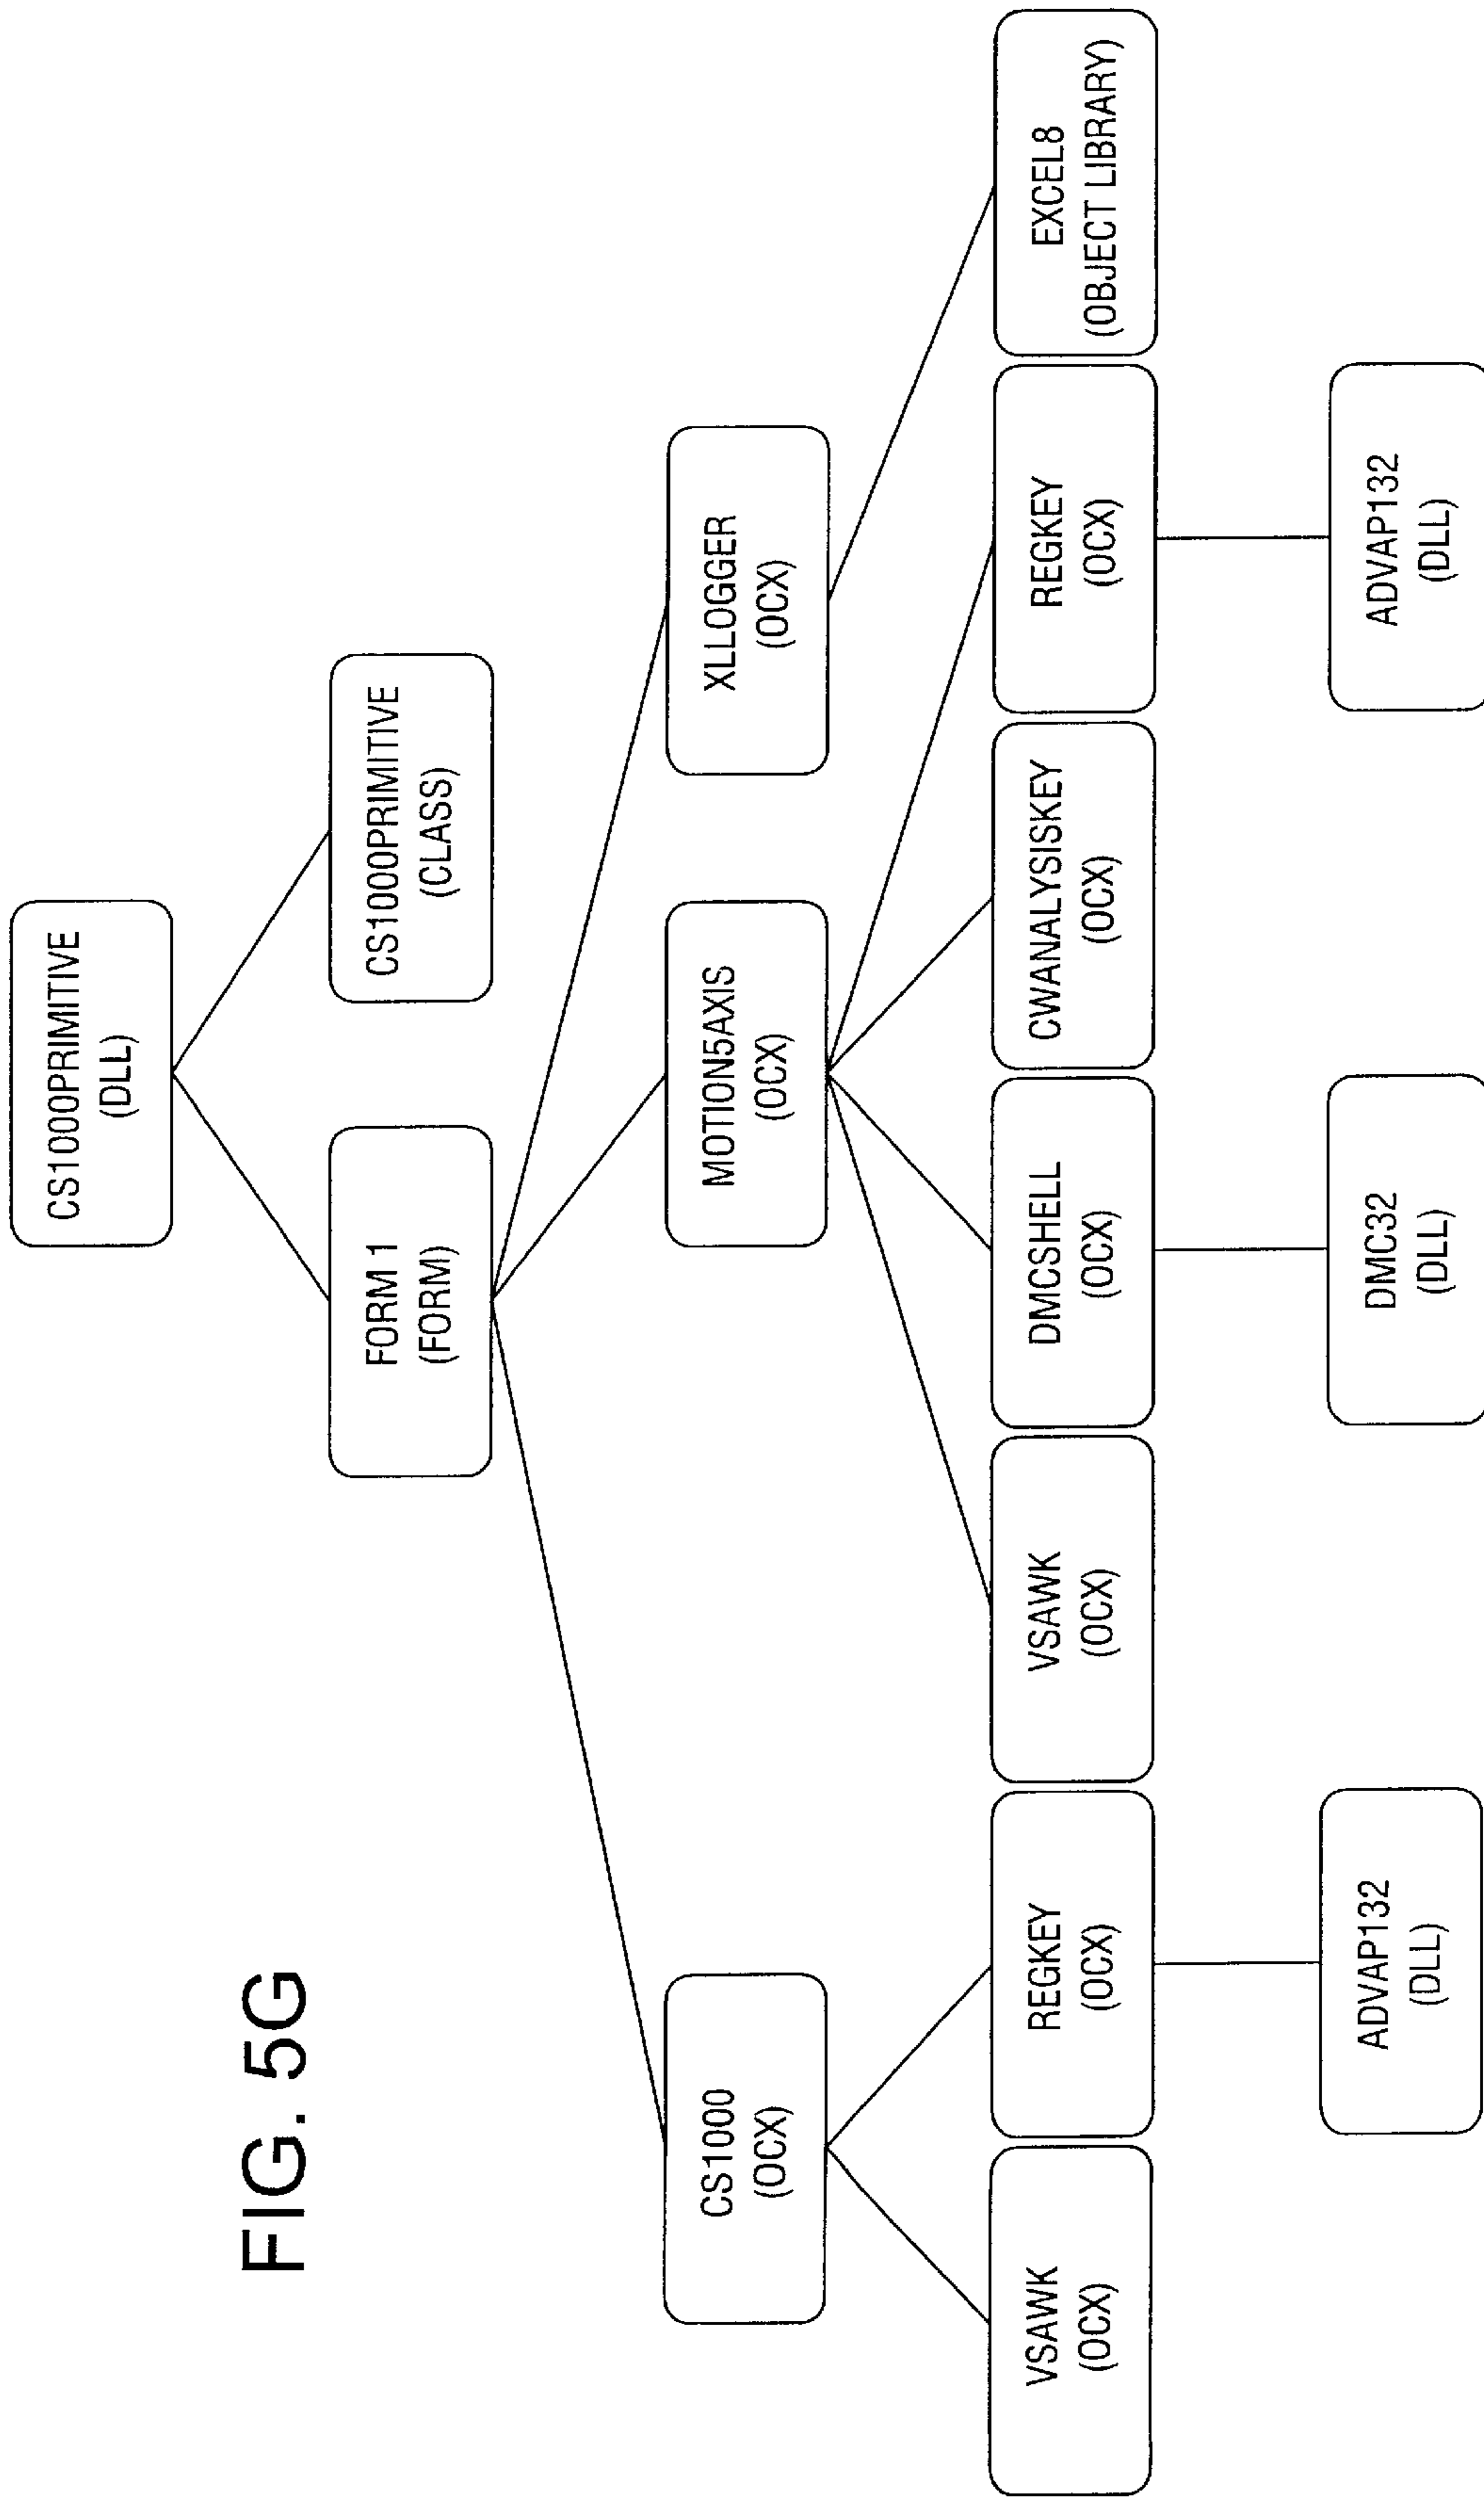 FIG. 5G
CS1000PRIMITIVE
(DLL)
FORM 1
(FORM)
CS1000PRIMITIVE
(CLASS)
CS1000
(OCX)
MOTION5AXIS
(OCX)
XLLOGGER
(OCX)
VSAWK
(OCX)
REGKEY
(OCX)
VSAWK
(OCX)
DMCSHELL
(OCX)
CWANALYSISKEY
(OCX)
REGKEY
(OCX)
EXCEL8
(OBJECT LIBRARY)
ADVAP132
(DLL)
DMC32
(DLL)
ADVAP132
(DLL)